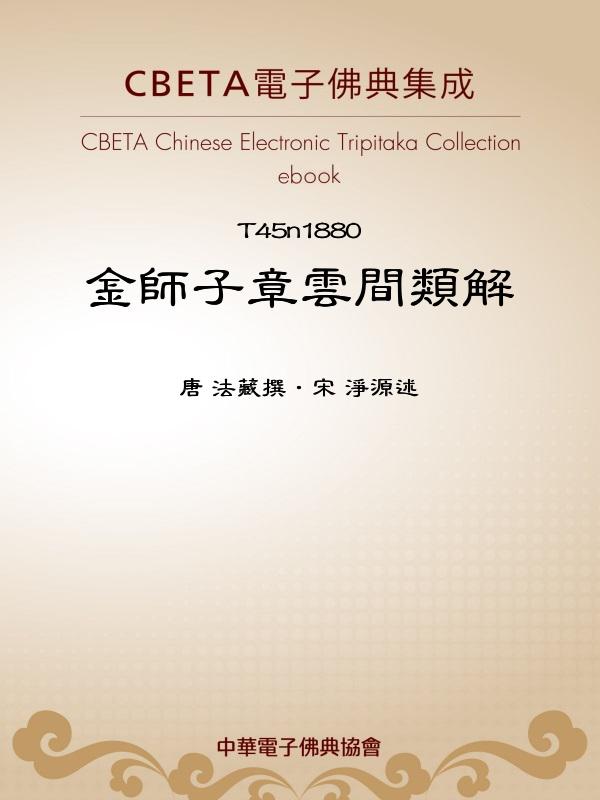 CBETA電子佛典集成
CBETA Chinese Electronic Tripitaka Collection
ebook
T45n1880
金師子章雲間類解
唐 法藏撰．宋 淨源述
中華電子佛典協會